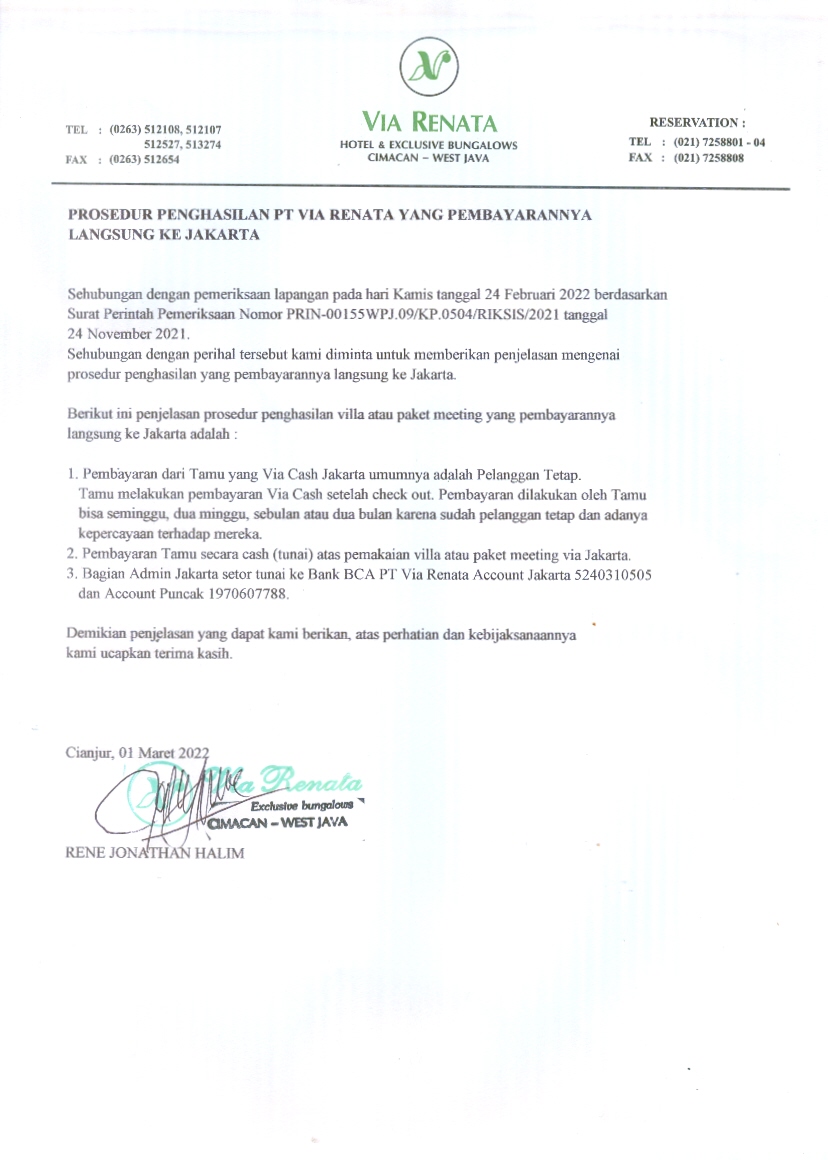 VIA RENATA
HOTEL & EXCLUSIVE BUNGALOWS
CIMACAN – WEST JAVA
TEL : (0263) 512108, 512107
512527, 513274
FAX : (0263) 512654
RESERVATION :
TEL : (021) 7258801 - 04
FAX : (021) 7258808
PROSEDUR PENGHASILAN PT VIA RENATA YANG PEMBAYARANNYA
LANGSUNG KE JAKARTA
Sehubungan dengan pemeriksaan lapangan pada hari Kamis tanggal 24 Februari 2022 berdasarkan
Surat Perintah Pemeriksaan Nomor PRIN-00155WPJ.09/KP.0504/RIKSIS/2021 tanggal
24 November 2021.
Sehubungan dengan perihal tersebut kami diminta untuk memberikan penjelasan mengenai
prosedur penghasilan yang pembayarannya langsung ke Jakarta.
Berikut ini penjelasan prosedur penghasilan villa atau paket meeting yang pembayarannya
langsung ke Jakarta adalah :
1. Pembayaran dari Tamu yang Via Cash Jakarta umumnya adalah Pelanggan Tetap.
Tamu melakukan pembayaran Via Cash setelah check out. Pembayaran dilakukan oleh Tamu
bisa seminggu, dua minggu, sebulan atau dua bulan karena sudah pelanggan tetap dan adanya
kepercayaan terhadap mereka.
2. Pembayaran Tamu secara cash (tunai) atas pemakaian villa atau paket meeting via Jakarta.
3. Bagian Admin Jakarta setor tunai ke Bank BCA PT Via Renata Account Jakarta 5240310505
dan Account Puncak 1970607788.
Demikian penjelasan yang dapat kami berikan, atas perhatian dan kebijaksanaannya
kami ucapkan terima kasih.
Cianjur, 01 Maret 2022
Via Renata
Exclusive bungalows
CIMACAN – WEST JAVA
RENE JONATHAN HALIM